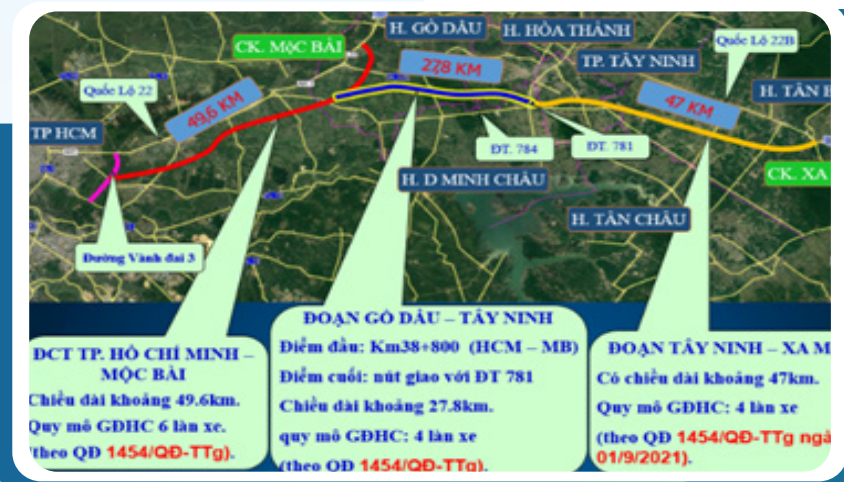 H. GÒ DẦU
H. HÒA THÀNH
CK. MỘC BÀI
Quốc Lộ 22B
27,8 KM
TP. TÂY NINH
Quốc Lộ 22
49,6 KM
H. TÂN B
47 KM
TP HCM
ĐT. 784
ĐT. 781
H. D MINH CHÂU
CK. XA
H. TÂN CHÂU
Đường Vành đai 3
ĐCT TP. HỒ CHÍ MINH –
MỘC BÀI
Chiều dài khoảng 49.6km.
Quy mô GĐHC 6 làn xe.
(theo QĐ 1454/QĐ-TTg).
ĐOẠN GÒ DẦU – TÂY NINH
Điểm đầu: Km38+800 (HCM – MB)
Điểm cuối: nút giao với ĐT 781
Chiều dài khoảng 27.8km.
quy mô GĐHC: 4 làn xe
(theo QĐ 1454/QĐ-TTg).
ĐOẠN TÂY NINH – XA M
Có chiều dài khoảng 47km.
Quy mô GĐHC: 4 làn xe
(theo QĐ 1454/QĐ-TTg ngà
01/9/2021).